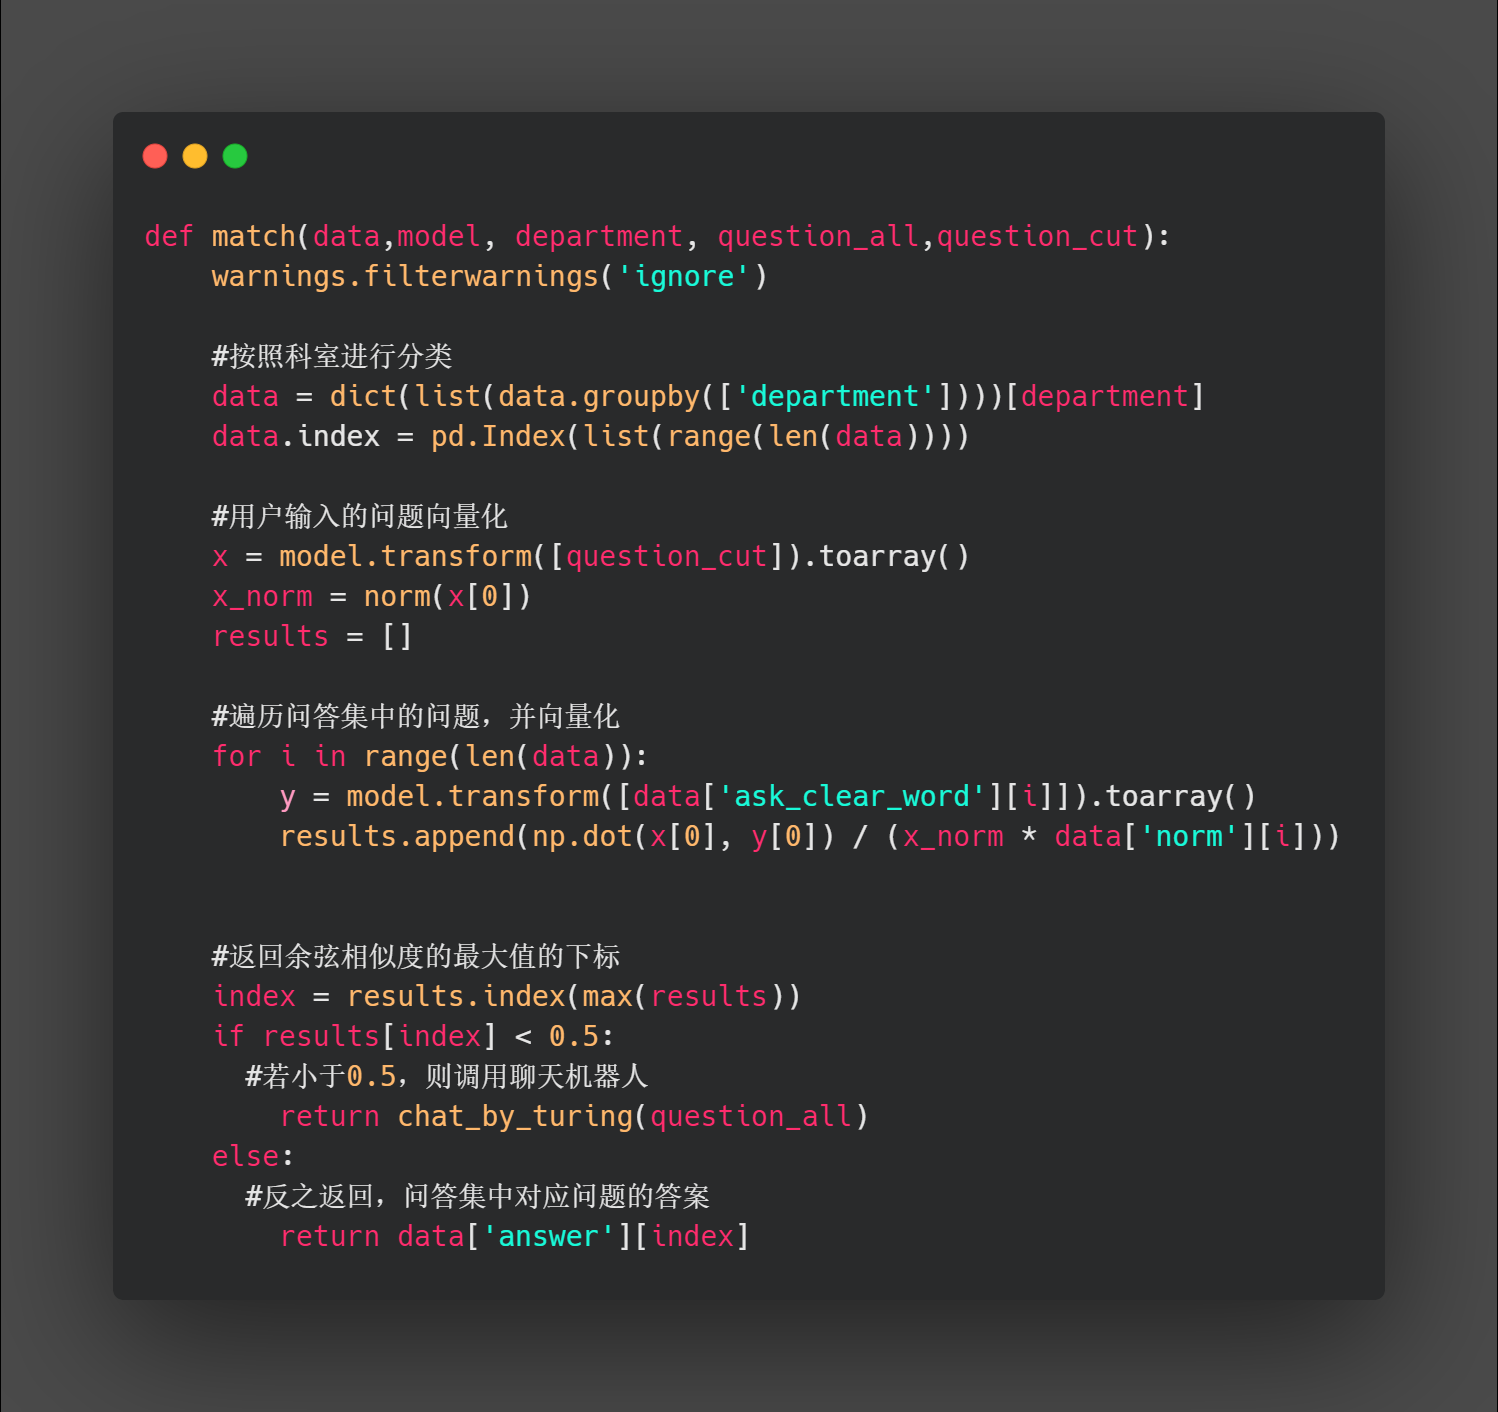 def match(data,model, department, question_all,question_cut):
    warnings.filterwarnings('ignore')
    #按照科室进行分类
    data = dict(list(data.groupby(['department'])))[department]
    data.index = pd.Index(list(range(len(data))))
    #用户输入的问题向量化
    x = model.transform([question_cut]).toarray()
    x_norm = norm(x[0])
    results = []
    #遍历问答集中的问题，并向量化
    for i in range(len(data)):
        y = model.transform([data['ask_clear_word'][i]]).toarray()
        results.append(np.dot(x[0], y[0]) / (x_norm * data['norm'][i]))
    #返回余弦相似度的最大值的下标
    index = results.index(max(results))
    if results[index] < 0.5:
      #若小于0.5，则调用聊天机器人
        return chat_by_turing(question_all)
    else:
      #反之返回，问答集中对应问题的答案
        return data['answer'][index]